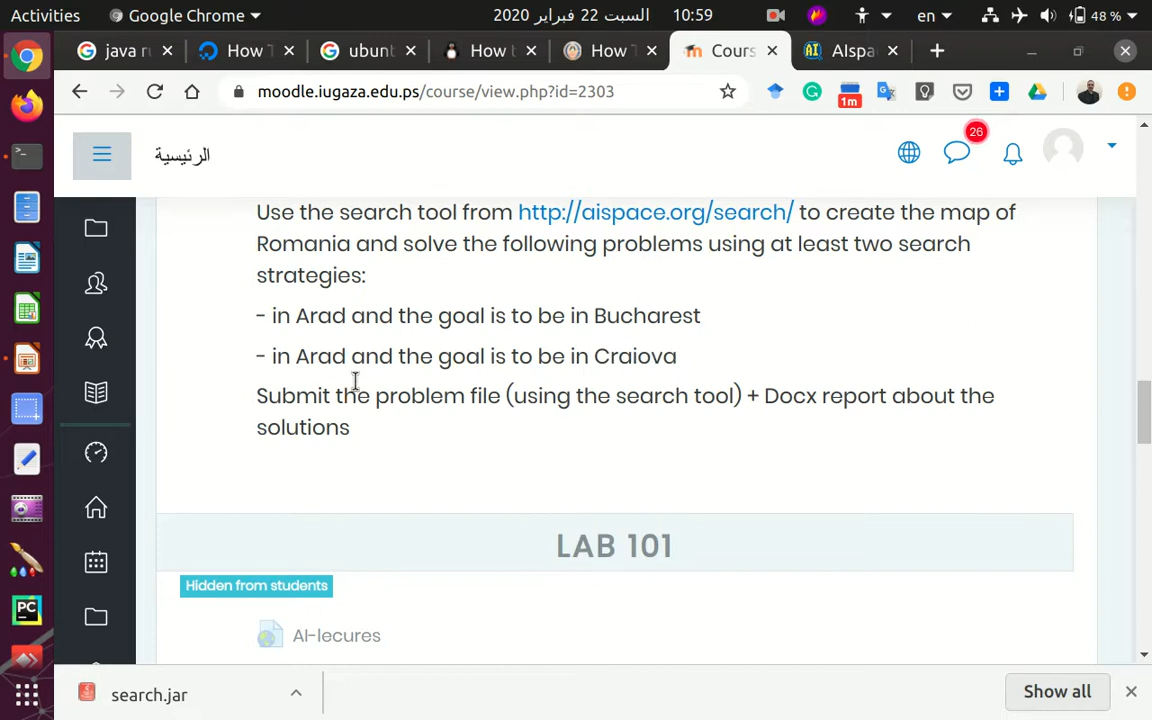 Activities
Google Chrome
السبت 22 فبراير 2020
10:59
en
48 %
java ru
How T
ubunt
How t
How T
Cours
AIspa
moodle.iugaza.edu.ps/course/view.php?id=2303
1m
الرئيسية
26
Use the search tool from http://aispace.org/search/ to create the map of
Romania and solve the following problems using at least two search
strategies:
- in Arad and the goal is to be in Bucharest
- in Arad and the goal is to be in Craiova
Submit the problem file (using the search tool) + Docx report about the
solutions
LAB 101
Hidden from students
AI-lecures
PC
search.jar
Show all